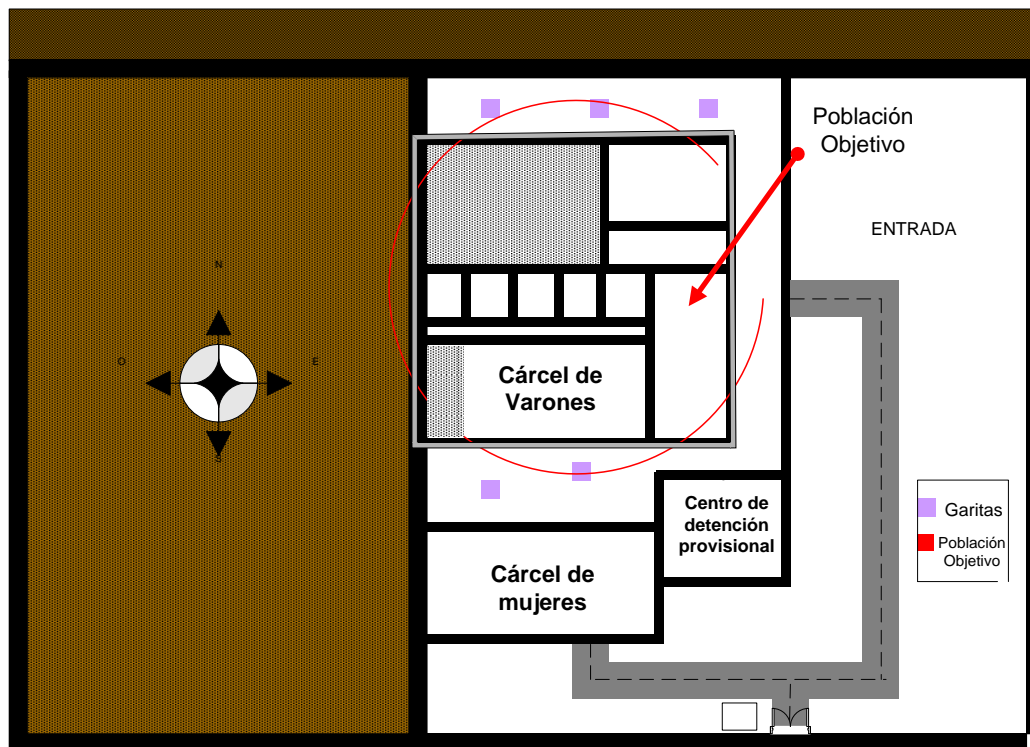 Población
Objetivo
ENTRADA
N
O
E
S
Cárcel de
Varones
Centro de
detención
provisional
Cárcel de
mujeres
Garitas
Población
Objetivo